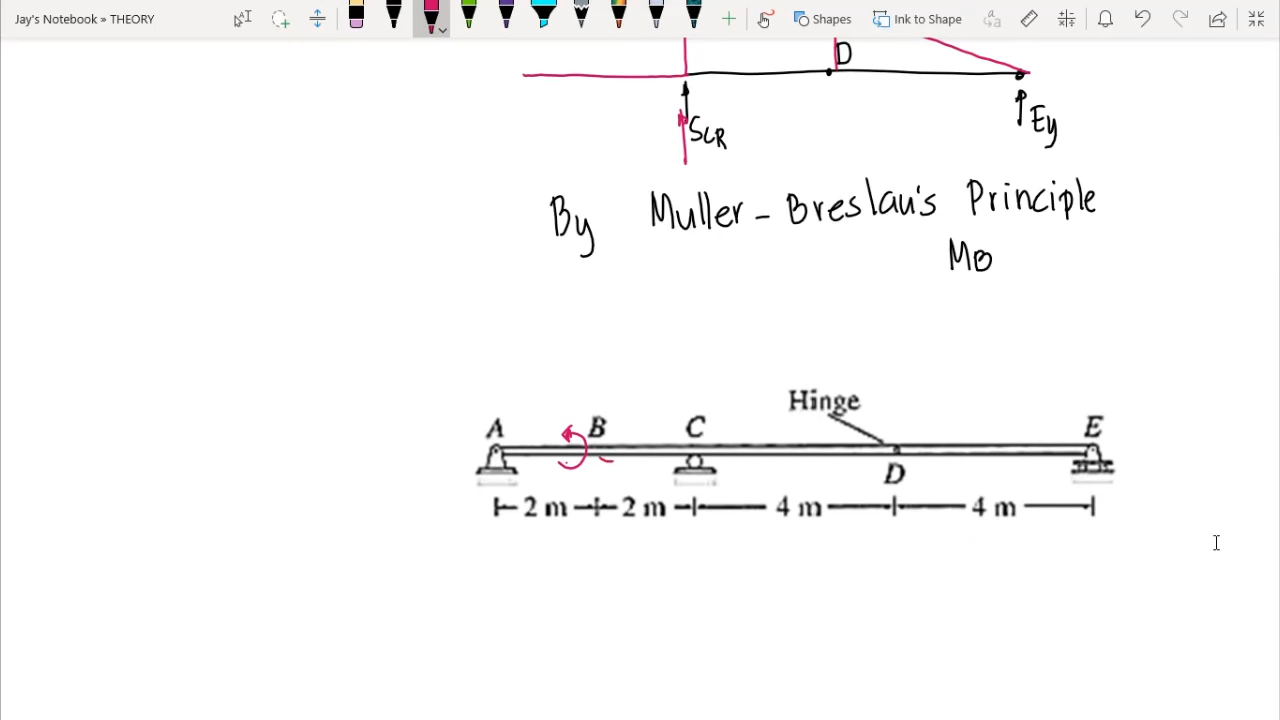 Jay's Notebook » THEORY
Shapes
Ink to Shape
D
SCR
Ey
By Muller - Breslau's Principle
MB
Hinge
A B C E
D
2 m 2 m 4 m 4 m